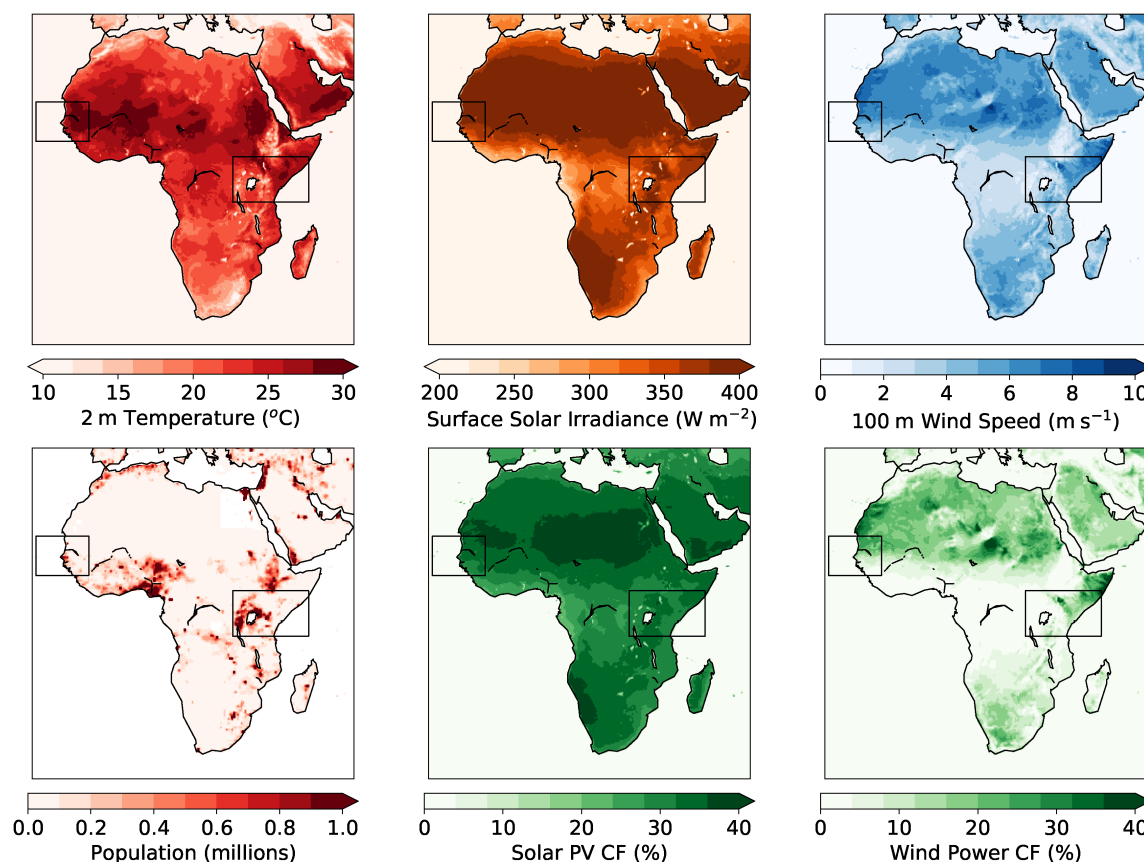 10 15 20 25 30
2 m Temperature (°C)
200 250 300 350 400
Surface Solar Irradiance (W m⁻²)
0 2 4 6 8 10
100 m Wind Speed (m s⁻¹)
0.0 0.2 0.4 0.6 0.8 1.0
Population (millions)
0 10 20 30 40
Solar PV CF (%)
0 10 20 30 40
Wind Power CF (%)